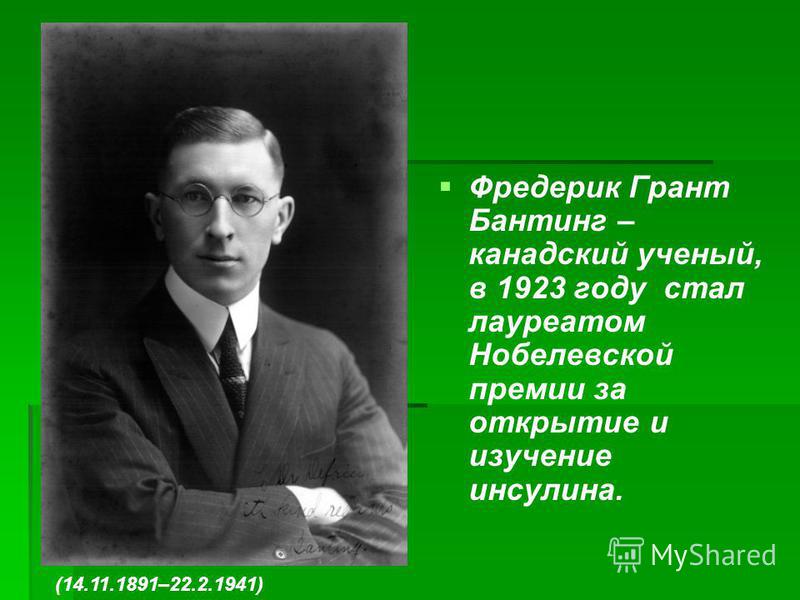 Фредерик Грант
Бантинг –
канадский ученый,
в 1923 году стал
лауреатом
Нобелевской
премии за
открытие и
изучение
инсулина.
Banting.
(14.11.1891–22.2.1941)
MyShared